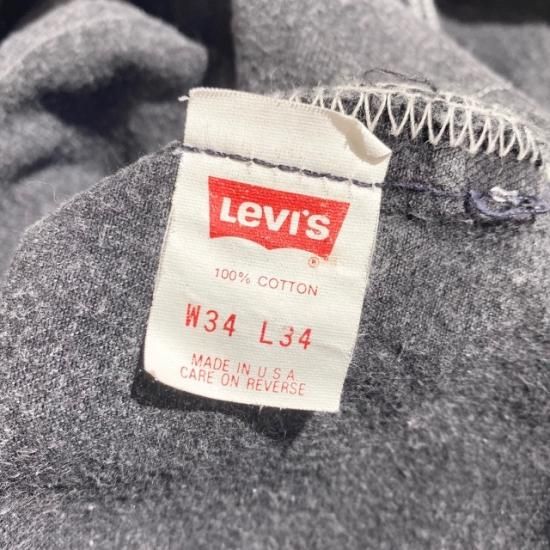 Levi's
®
100% COTTON
W34 L34
MADE IN U.S.A
CARE ON REVERSE